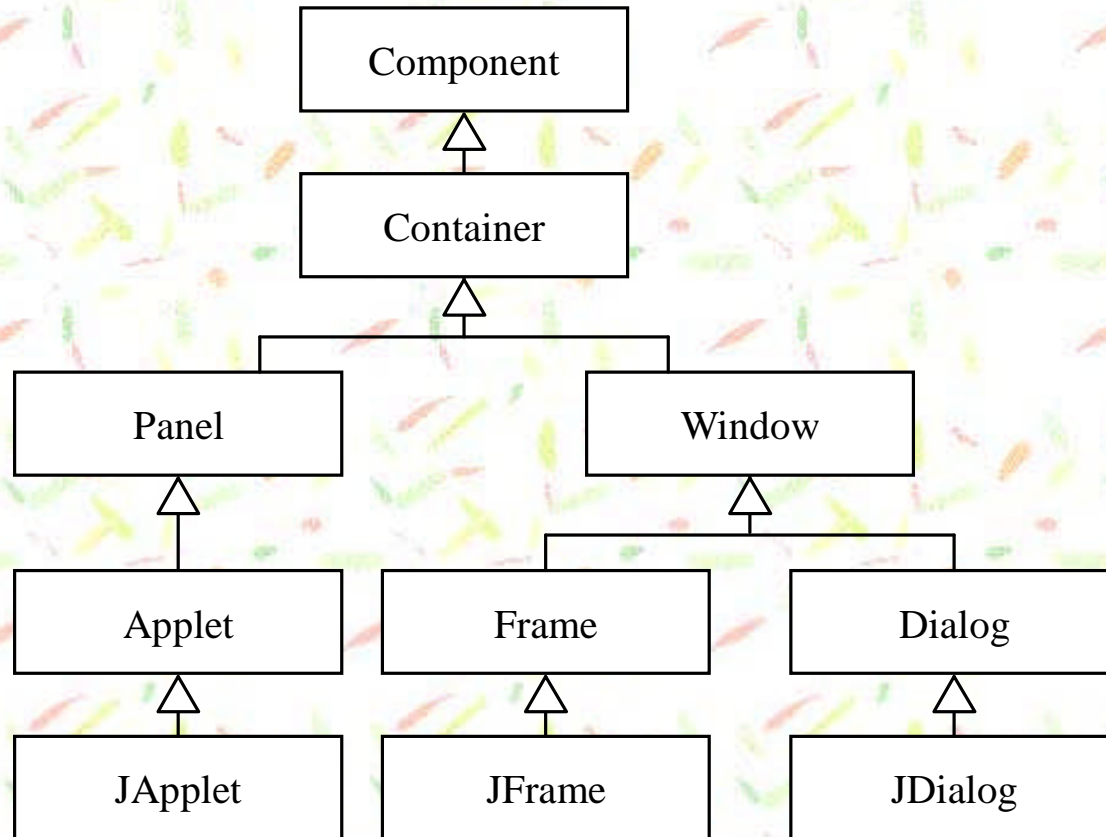 Component
Container
Panel
Window
Applet
Frame
Dialog
JApplet
JFrame
JDialog